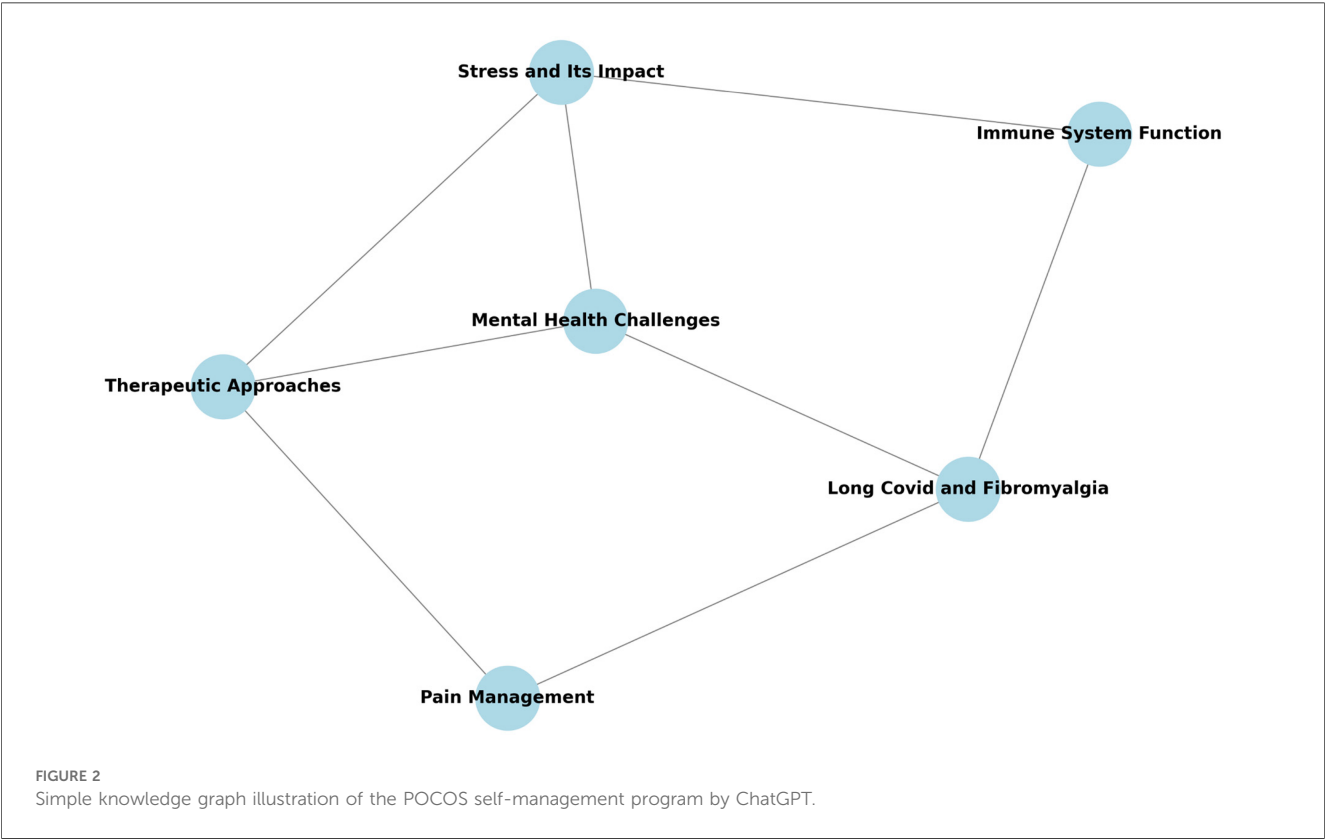 Stress and Its Impact
Immune System Function
Mental Health Challenges
Therapeutic Approaches
Long Covid and Fibromyalgia
Pain Management
FIGURE 2
Simple knowledge graph illustration of the POCOS self-management program by ChatGPT.